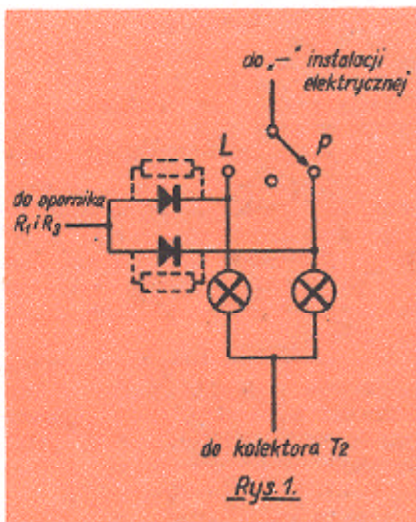 do „—" instalacji
elektrycznej
L
P
do opornika
R1 i R3
do kolektora T2
Rys. 1.